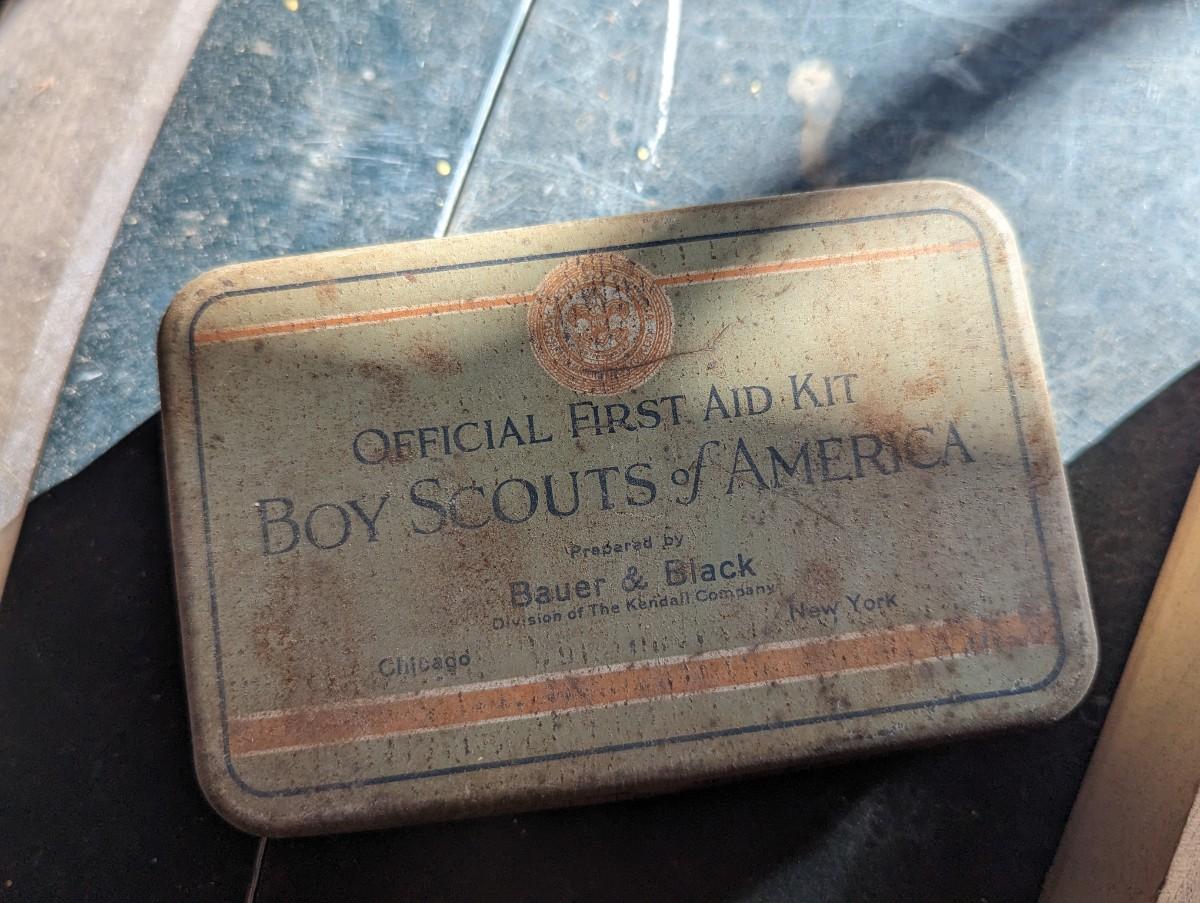 OFFICIAL FIRST AID KIT
BOY SCOUTS of AMERICA
Prepared by
Bauer & Black
Division of The Kendall Company
Chicago New York